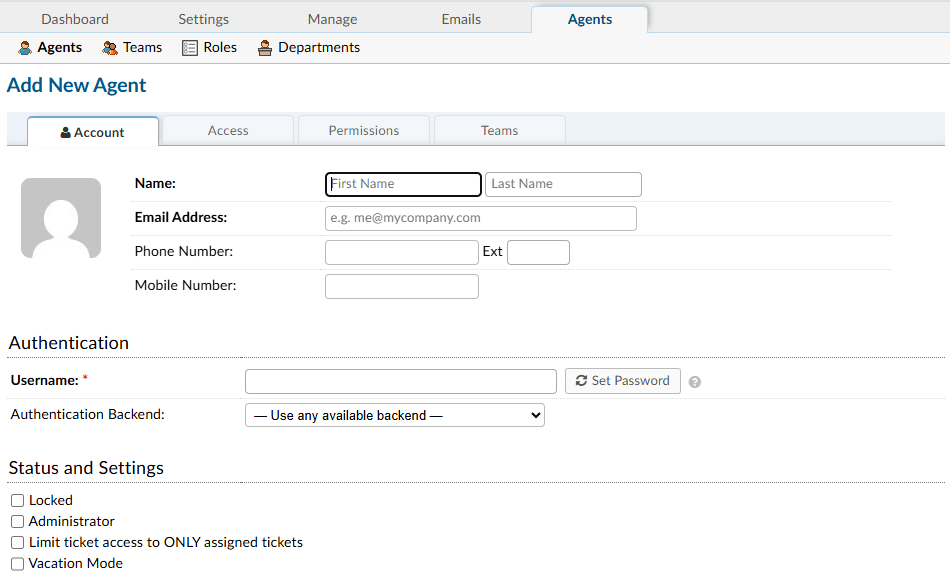 Dashboard Settings Manage Emails Agents
Agents Teams Roles Departments
Add New Agent
Account Access Permissions Teams
Name: First Name Last Name
Email Address: e.g. me@mycompany.com
Phone Number: Ext
Mobile Number:
Authentication
Username: * Set Password ?
Authentication Backend: — Use any available backend —
Status and Settings
Locked
Administrator
Limit ticket access to ONLY assigned tickets
Vacation Mode